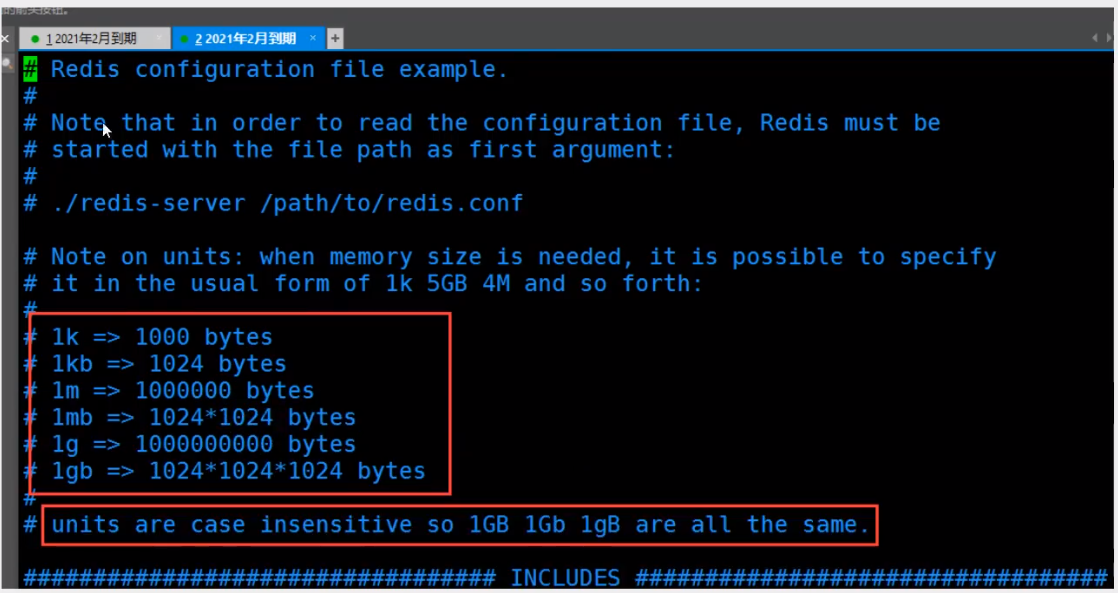 的前头按钮。
1 2021年2月到期
2 2021年2月到期 × +
# Redis configuration file example.
#
# Note that in order to read the configuration file, Redis must be
# started with the file path as first argument:
#
# ./redis-server /path/to/redis.conf
# Note on units: when memory size is needed, it is possible to specify
# it in the usual form of 1k 5GB 4M and so forth:
#
# 1k => 1000 bytes
# 1kb => 1024 bytes
# 1m => 1000000 bytes
# 1mb => 1024*1024 bytes
# 1g => 1000000000 bytes
# 1gb => 1024*1024*1024 bytes
#
# units are case insensitive so 1GB 1Gb 1gB are all the same.
################################## INCLUDES ##################################